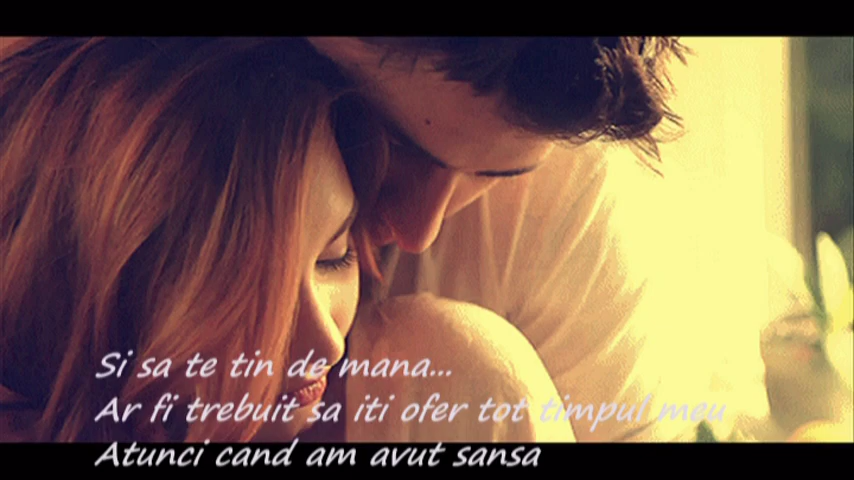 Si sa te tin de mana...
Ar fi trebuit sa iti ofer tot timpul meu
Atunci cand am avut sansa